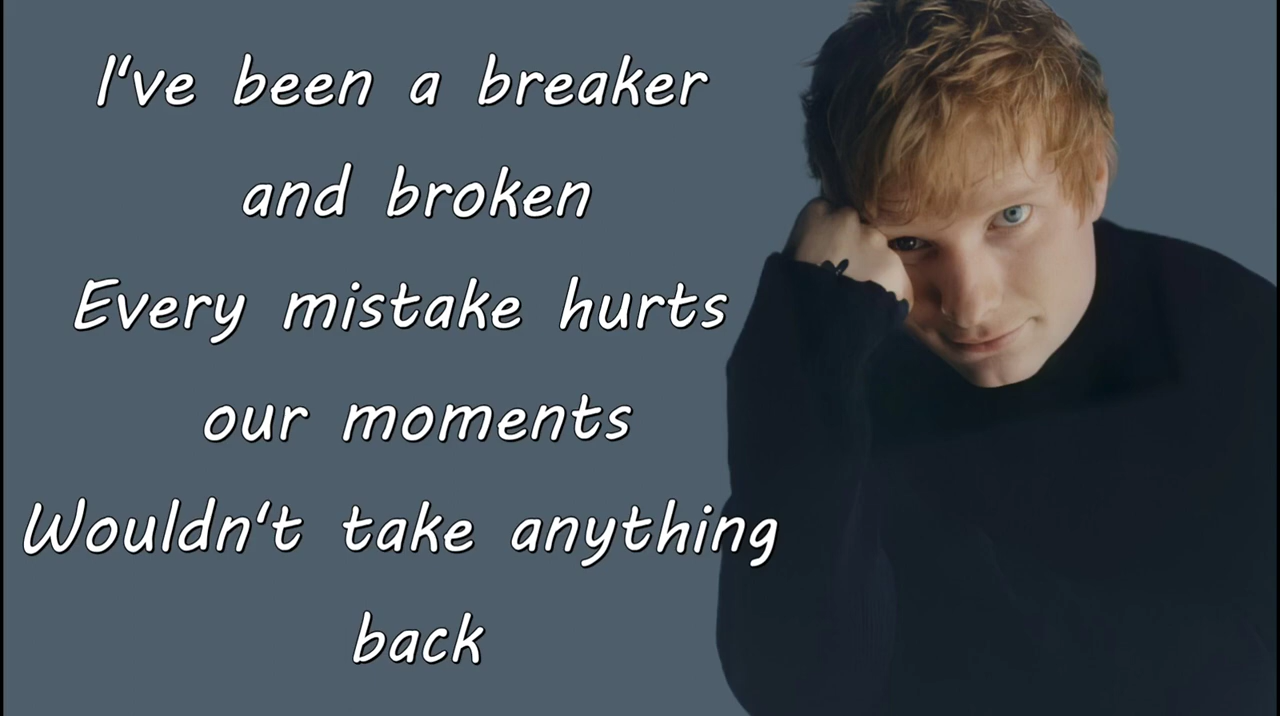 I've been a breaker
and broken
Every mistake hurts
our moments
Wouldn't take anything
back